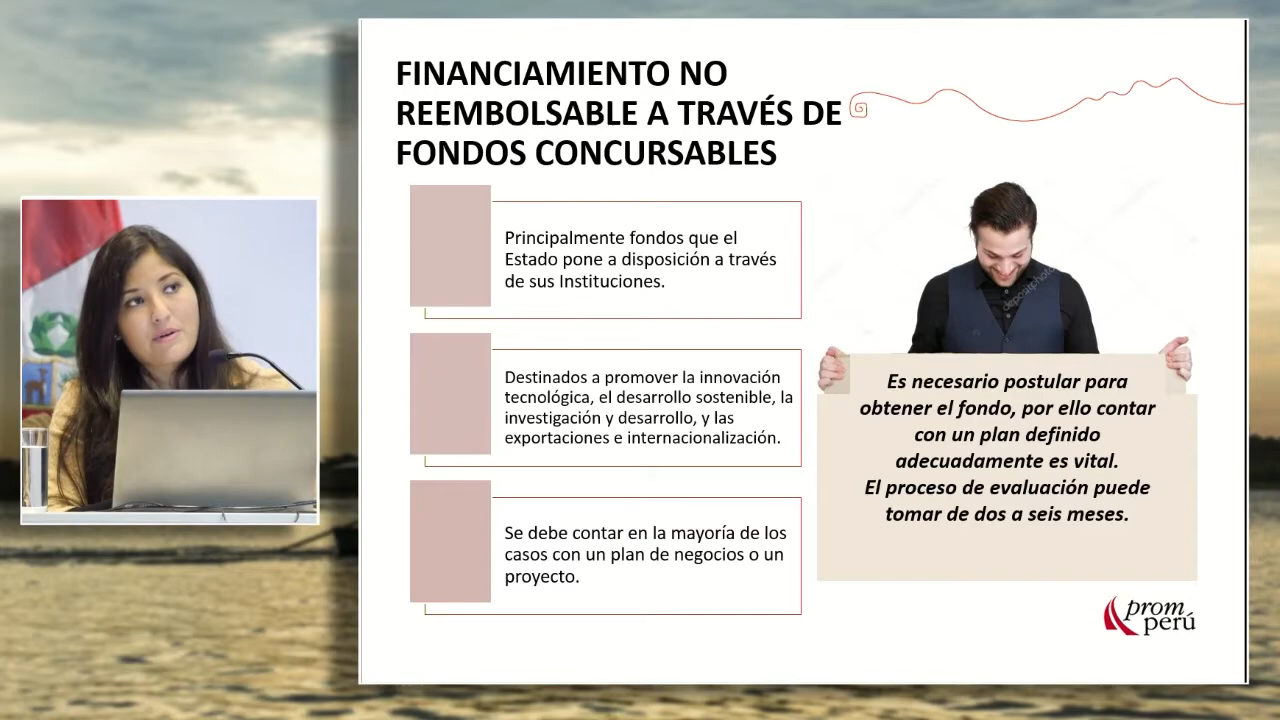 FINANCIAMIENTO NO
REEMBOLSABLE A TRAVÉS DE
FONDOS CONCURSABLES
Principalmente fondos que el
Estado pone a disposición a través
de sus Instituciones.
Destinados a promover la innovación
tecnológica, el desarrollo sostenible, la
investigación y desarrollo, y las
exportaciones e internacionalización.
Se debe contar en la mayoría de los
casos con un plan de negocios o un
proyecto.
depositphotos
Es necesario postular para
obtener el fondo, por ello contar
con un plan definido
adecuadamente es vital.
El proceso de evaluación puede
tomar de dos a seis meses.
prom
perú